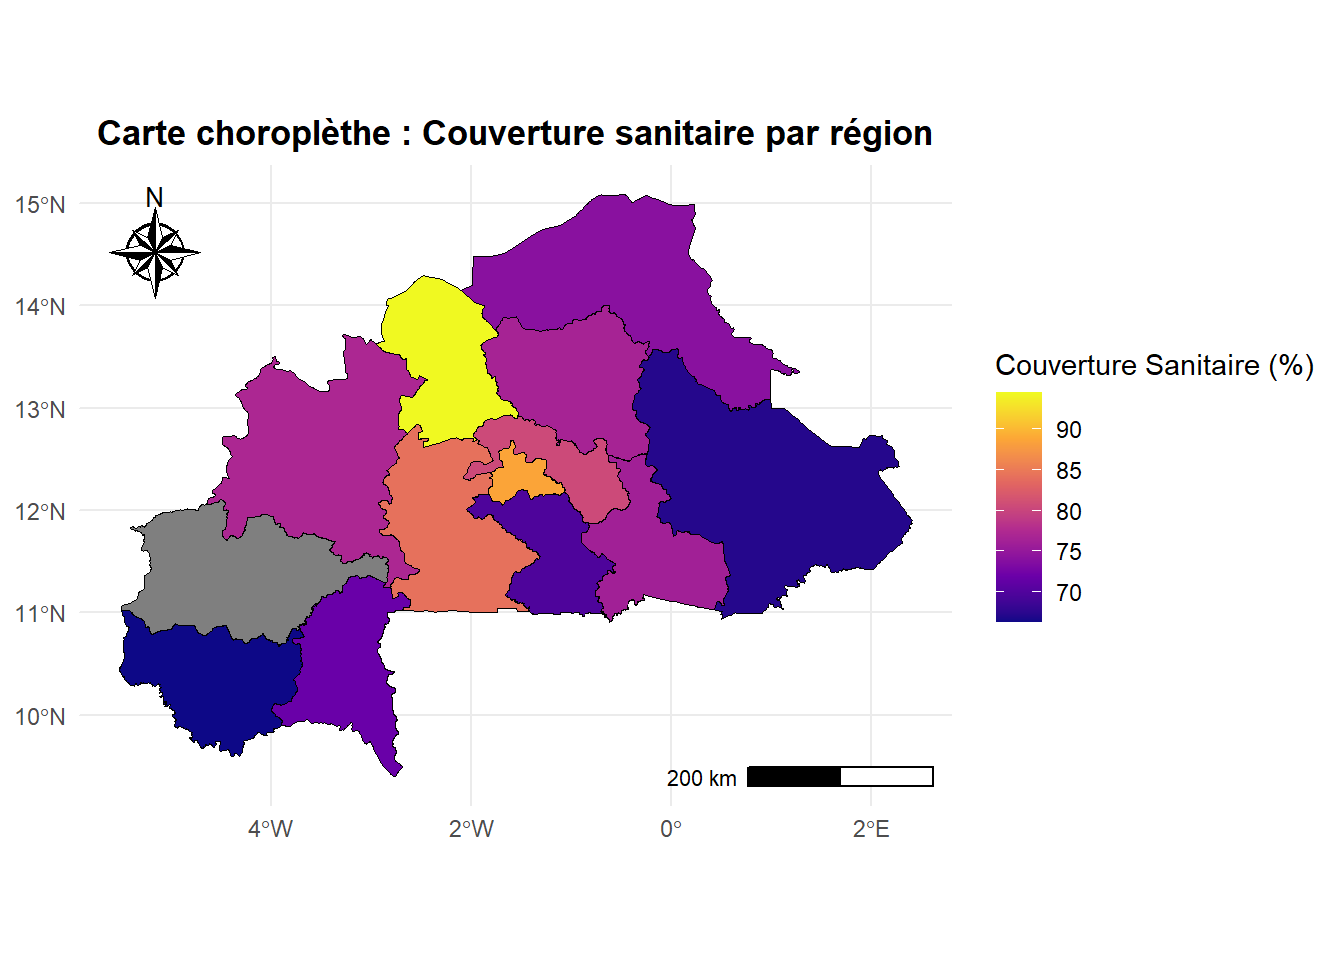 Carte choroplèthe : Couverture sanitaire par région
N
15°N
14°N
13°N
12°N
11°N
10°N
4°W
2°W
0°
2°E
200 km
Couverture Sanitaire (%)
90
85
80
75
70